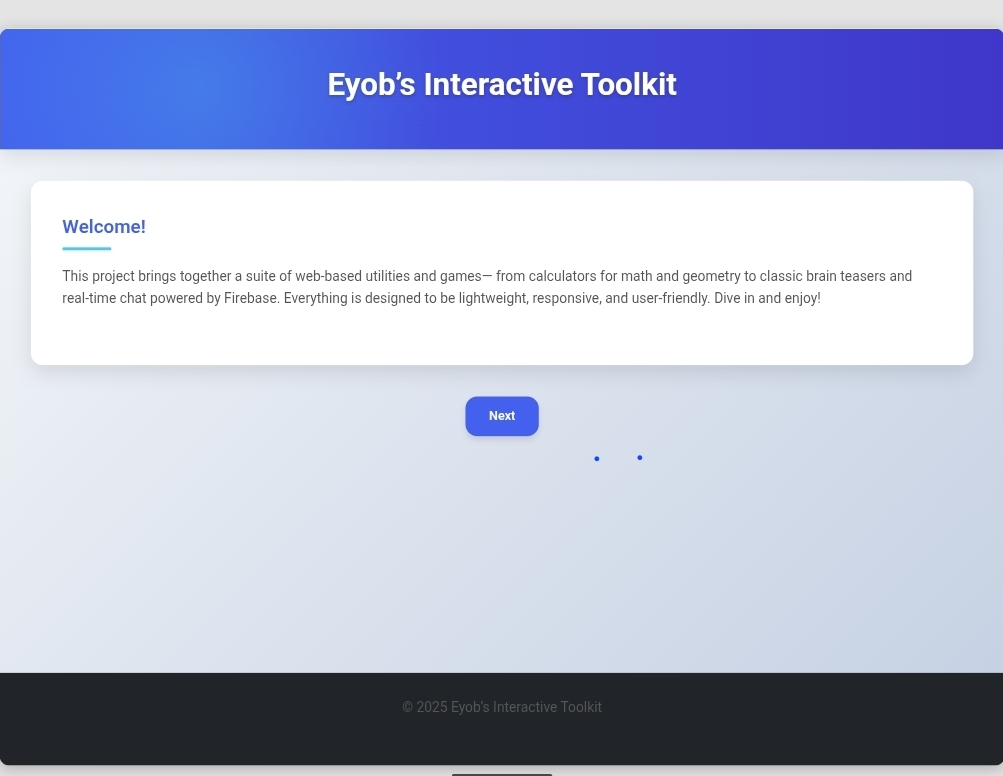 Eyob’s Interactive Toolkit
Welcome!
This project brings together a suite of web-based utilities and games— from calculators for math and geometry to classic brain teasers and
real-time chat powered by Firebase. Everything is designed to be lightweight, responsive, and user-friendly. Dive in and enjoy!
Next
© 2025 Eyob's Interactive Toolkit